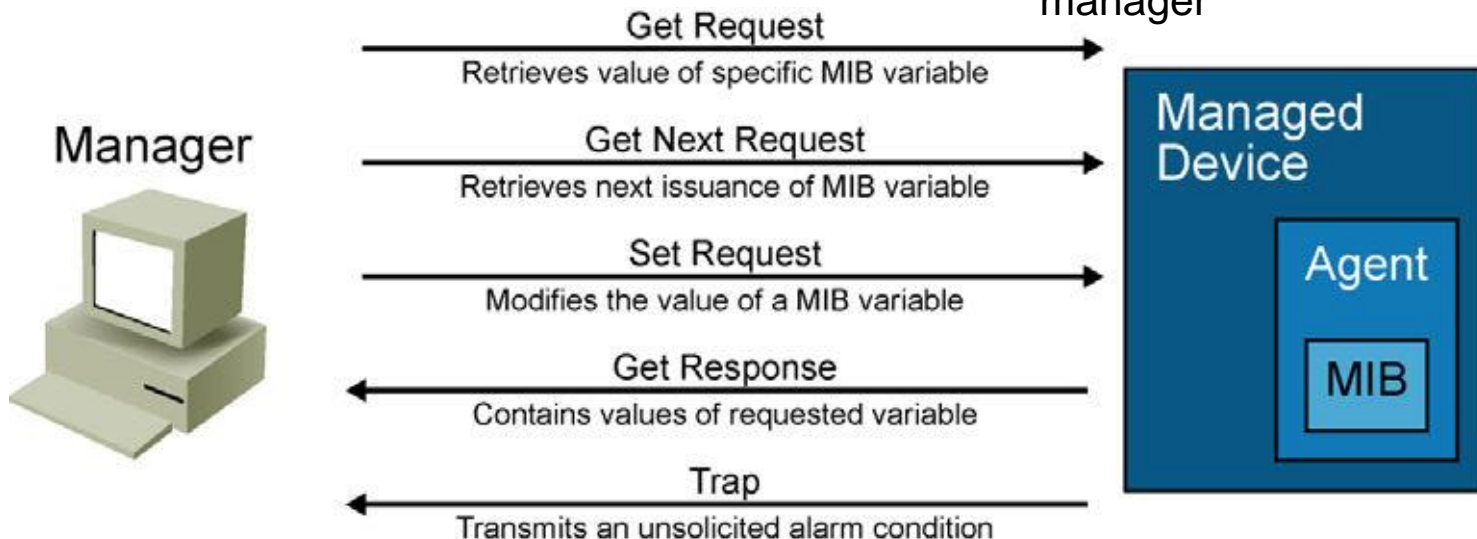 manager
Get Request
Retrieves value of specific MIB variable
Manager
Get Next Request
Retrieves next issuance of MIB variable
Set Request
Modifies the value of a MIB variable
Get Response
Contains values of requested variable
Trap
Transmits an unsolicited alarm condition
Managed
Device
Agent
MIB